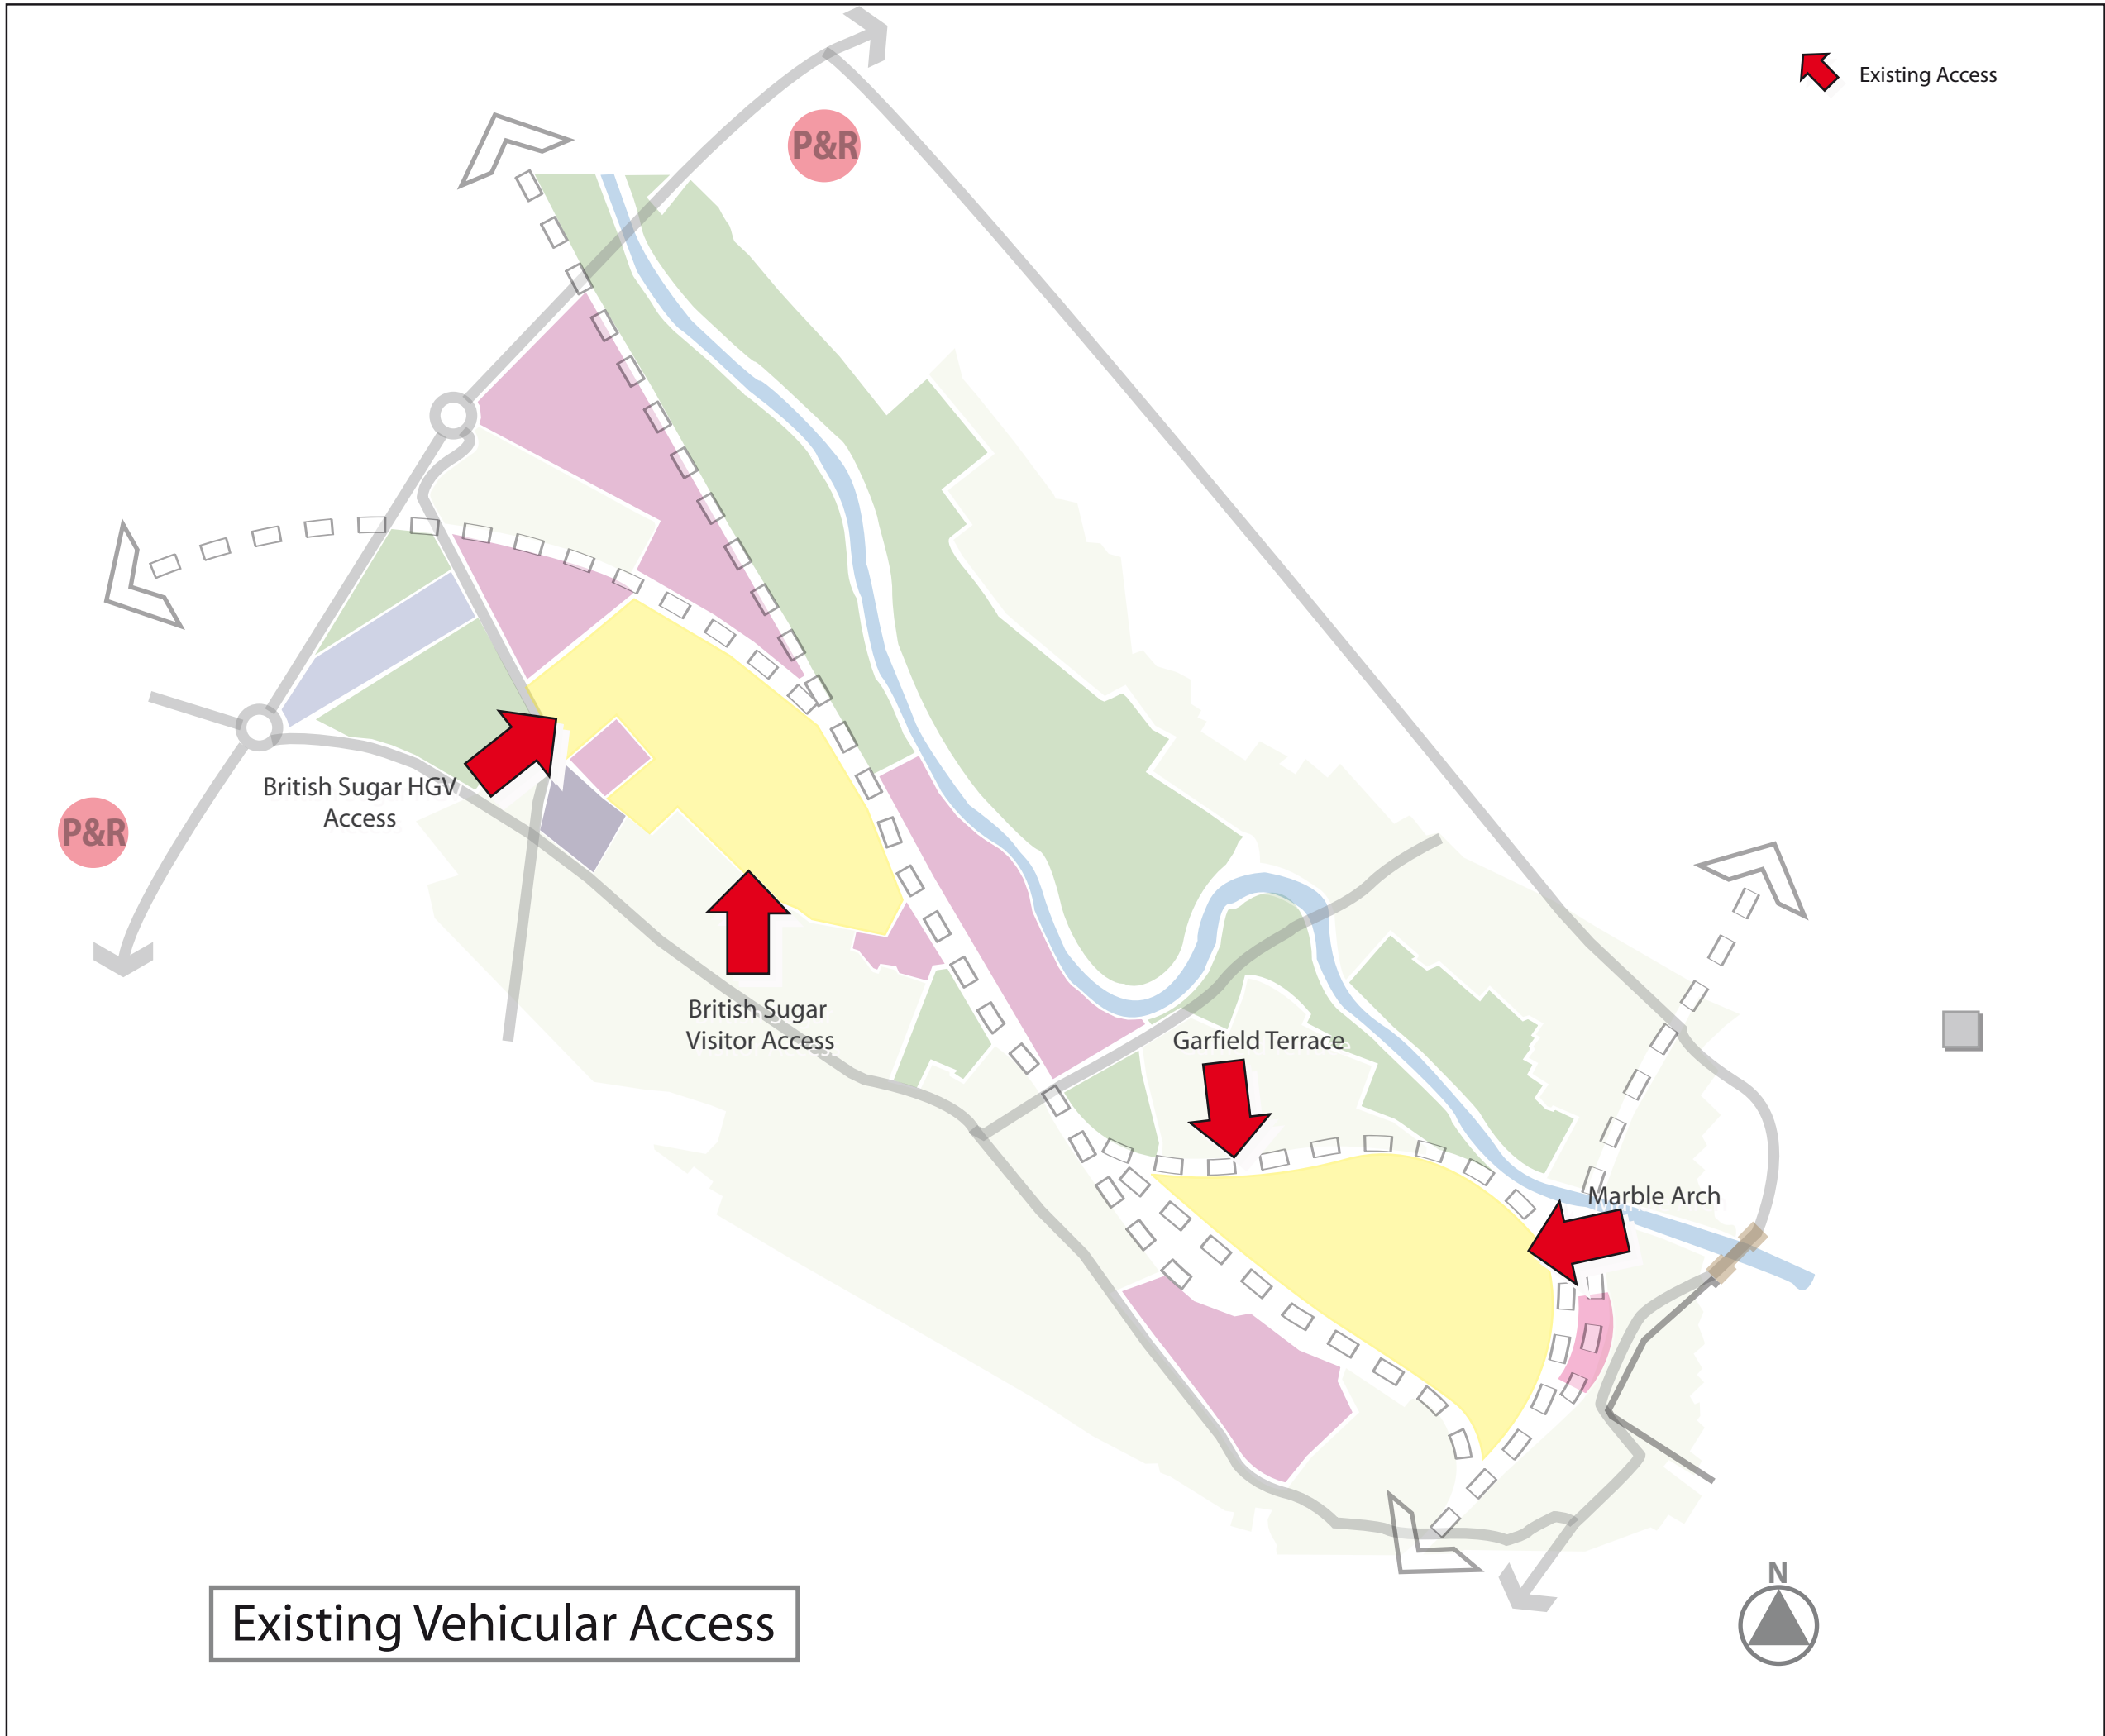 Existing Access
P&R
British Sugar HGV
Access
P&R
British Sugar
Visitor Access
Garfield Terrace
Marble Arch
N
Existing Vehicular Access